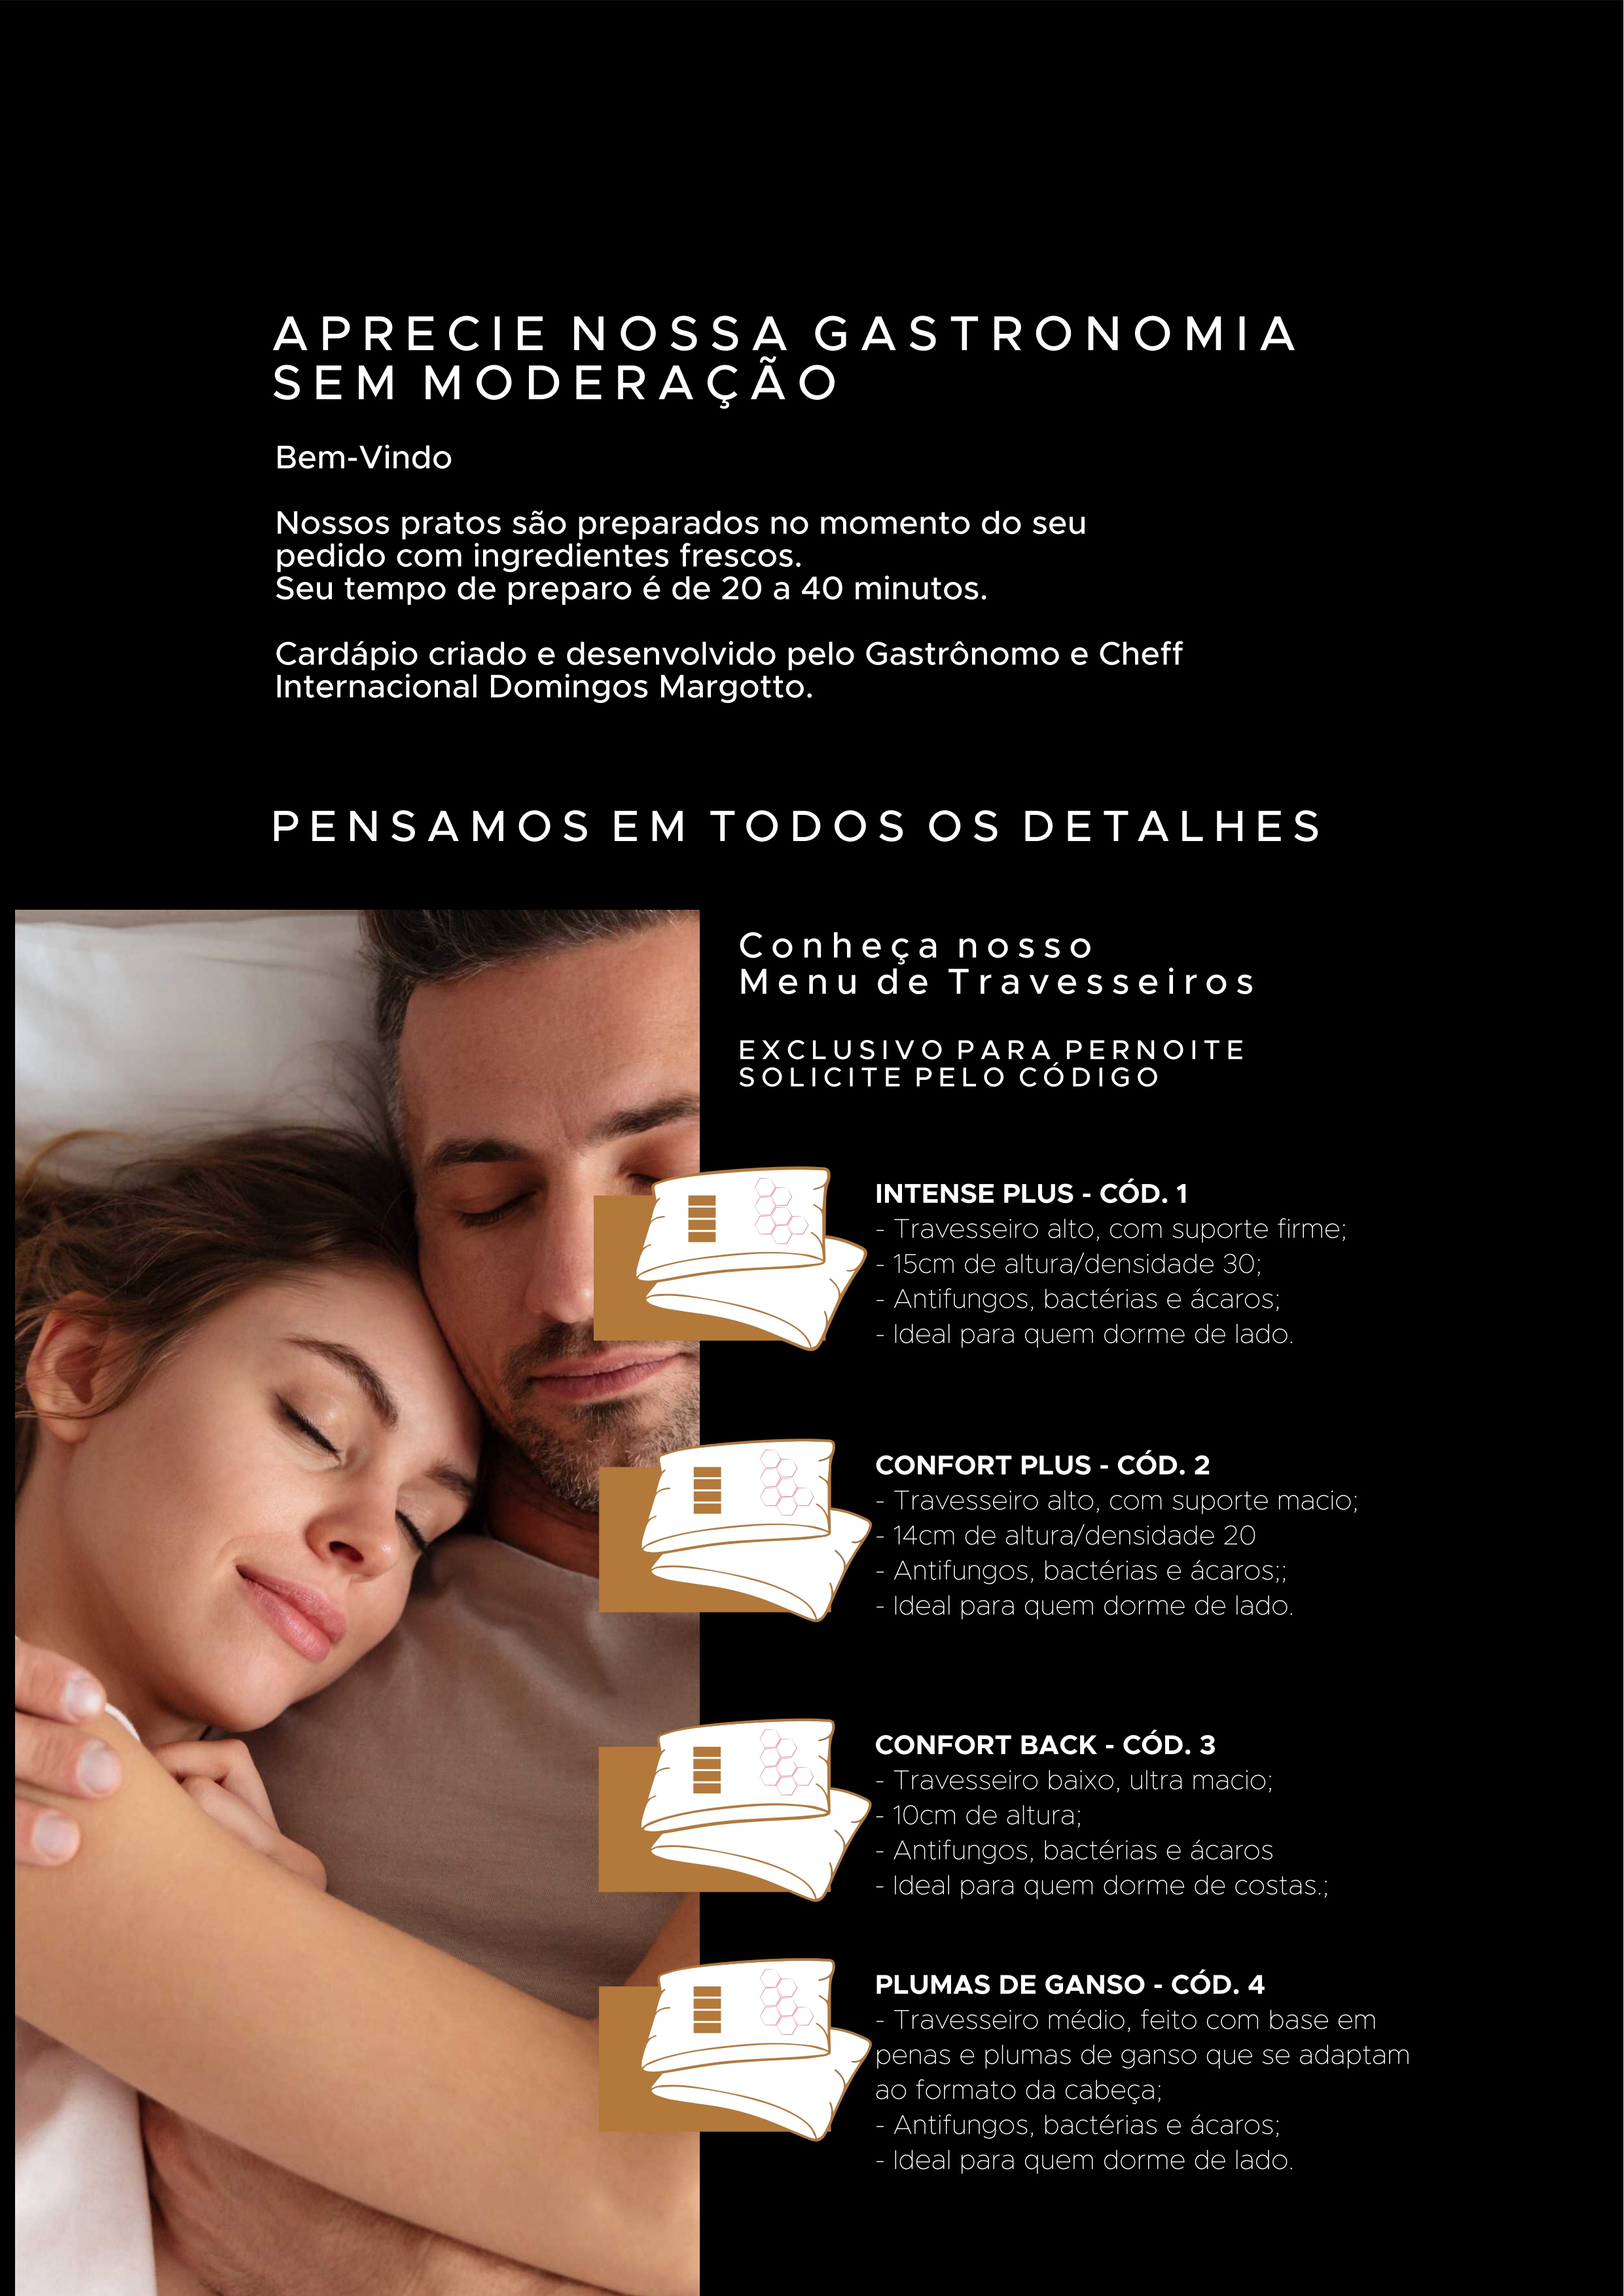 APRECIE NOSSA GASTRONOMIA
SEM MODERAÇÃO
Bem-Vindo
Nossos pratos são preparados no momento do seu
pedido com ingredientes frescos.
Seu tempo de preparo é de 20 a 40 minutos.
Cardápio criado e desenvolvido pelo Gastrônomo e Cheff
Internacional Domingos Margotto.
PENSAMOS EM TODOS OS DETALHES
Conheça nosso
Menu de Travesseiros
EXCLUSIVO PARA PERNOITE
SOLICITE PELO CÓDIGO
INTENSE PLUS - CÓD. 1
- Travesseiro alto, com suporte firme;
- 15cm de altura/densidade 30;
- Antifungos, bactérias e ácaros;
- Ideal para quem dorme de lado.
CONFORT PLUS - CÓD. 2
- Travesseiro alto, com suporte macio;
- 14cm de altura/densidade 20
- Antifungos, bactérias e ácaros;;
- Ideal para quem dorme de lado.
CONFORT BACK - CÓD. 3
- Travesseiro baixo, ultra macio;
- 10cm de altura;
- Antifungos, bactérias e ácaros
- Ideal para quem dorme de costas.;
PLUMAS DE GANSO - CÓD. 4
- Travesseiro médio, feito com base em
penas e plumas de ganso que se adaptam
ao formato da cabeça;
- Antifungos, bactérias e ácaros;
- Ideal para quem dorme de lado.